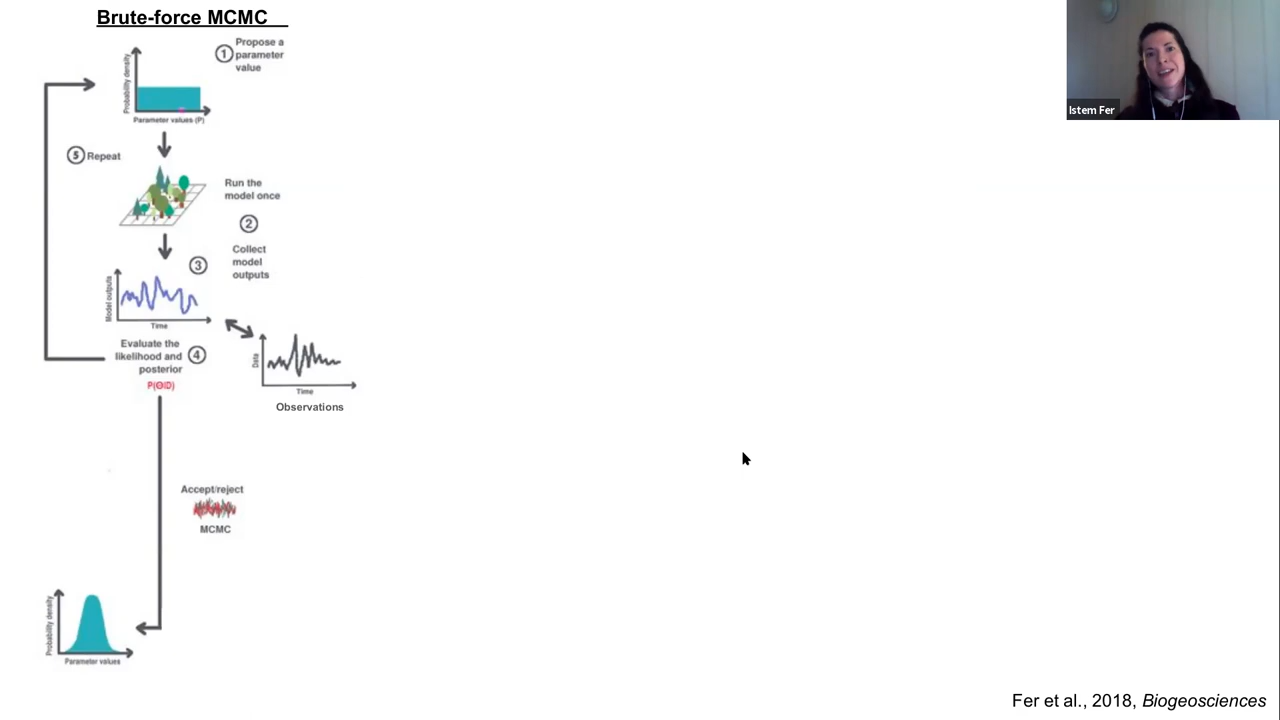 Brute-force MCMC
1 Propose a
parameter
value
Probability density
Parameter values (P)
5 Repeat
Run the
model once
2
3
Collect
model
outputs
Model outputs
Time
Evaluate the
likelihood and
posterior
4
P(Θ|D)
Data
Time
Observations
Accept/reject
MCMC
Probability density
Parameter values
Istem Fer
Fer et al., 2018, Biogeosciences